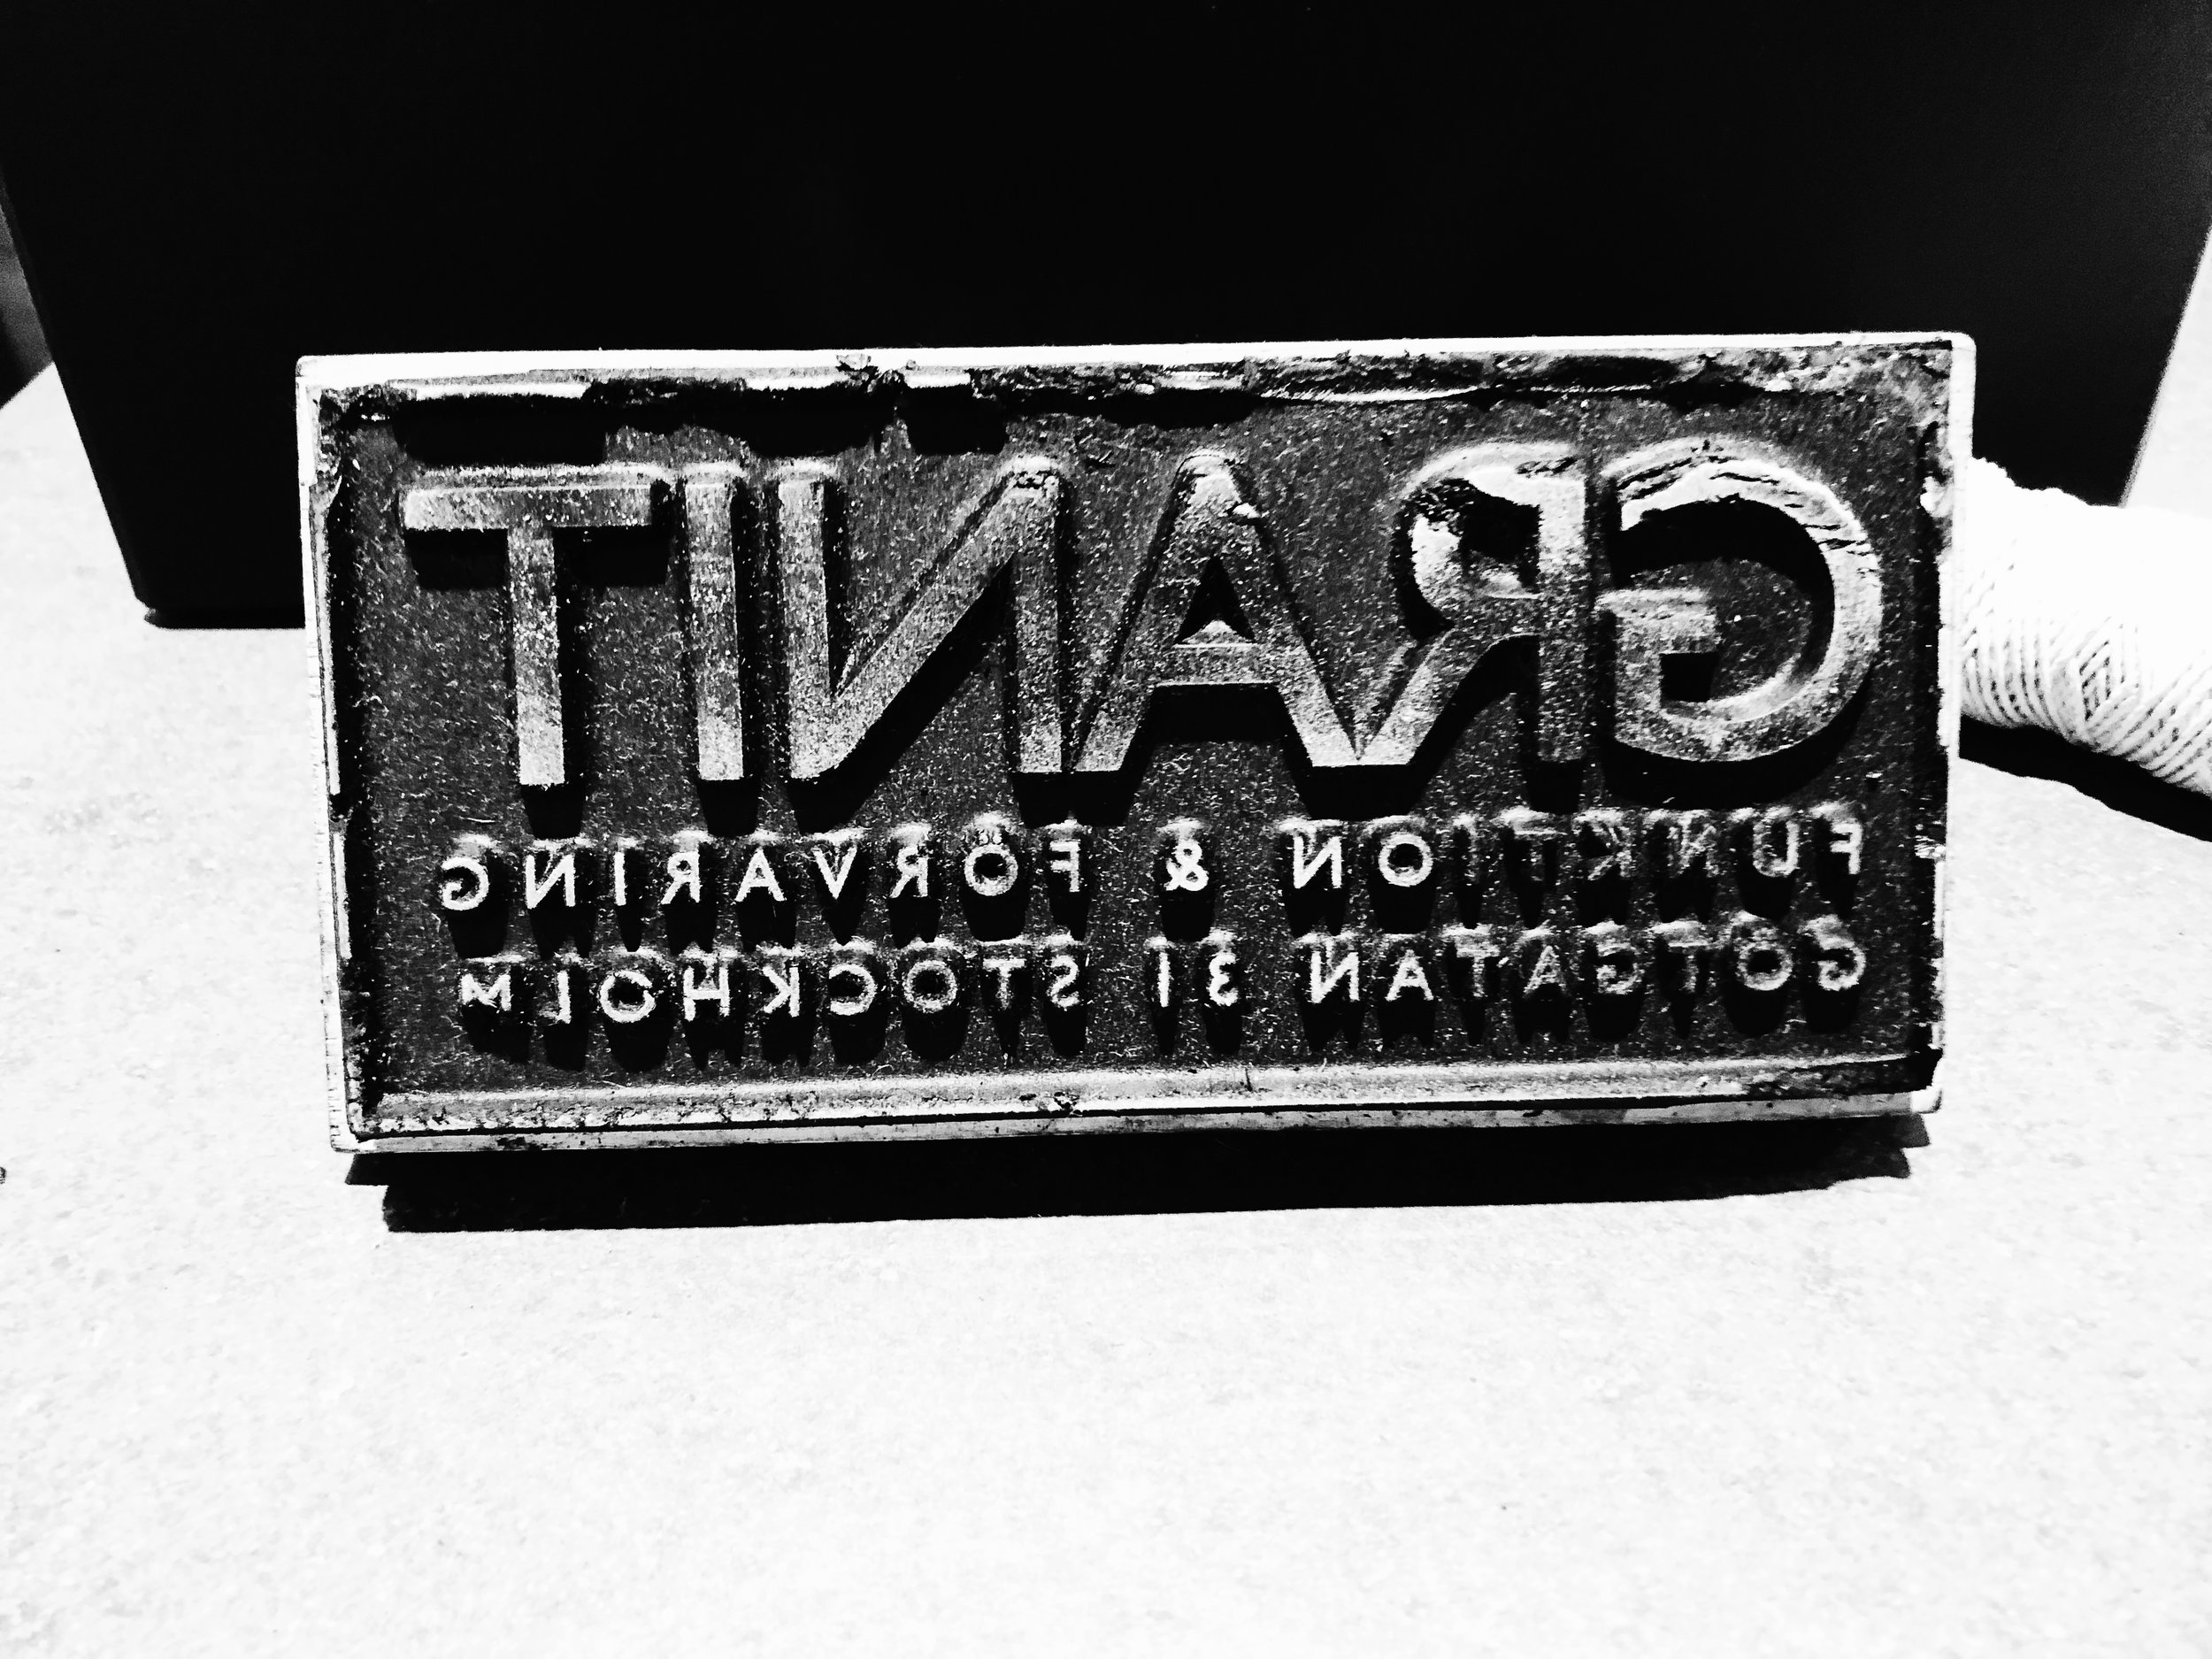 GRANIT
FUNKTION & FÖRVARING
GÖTGATAN 31 STOCKHOLM